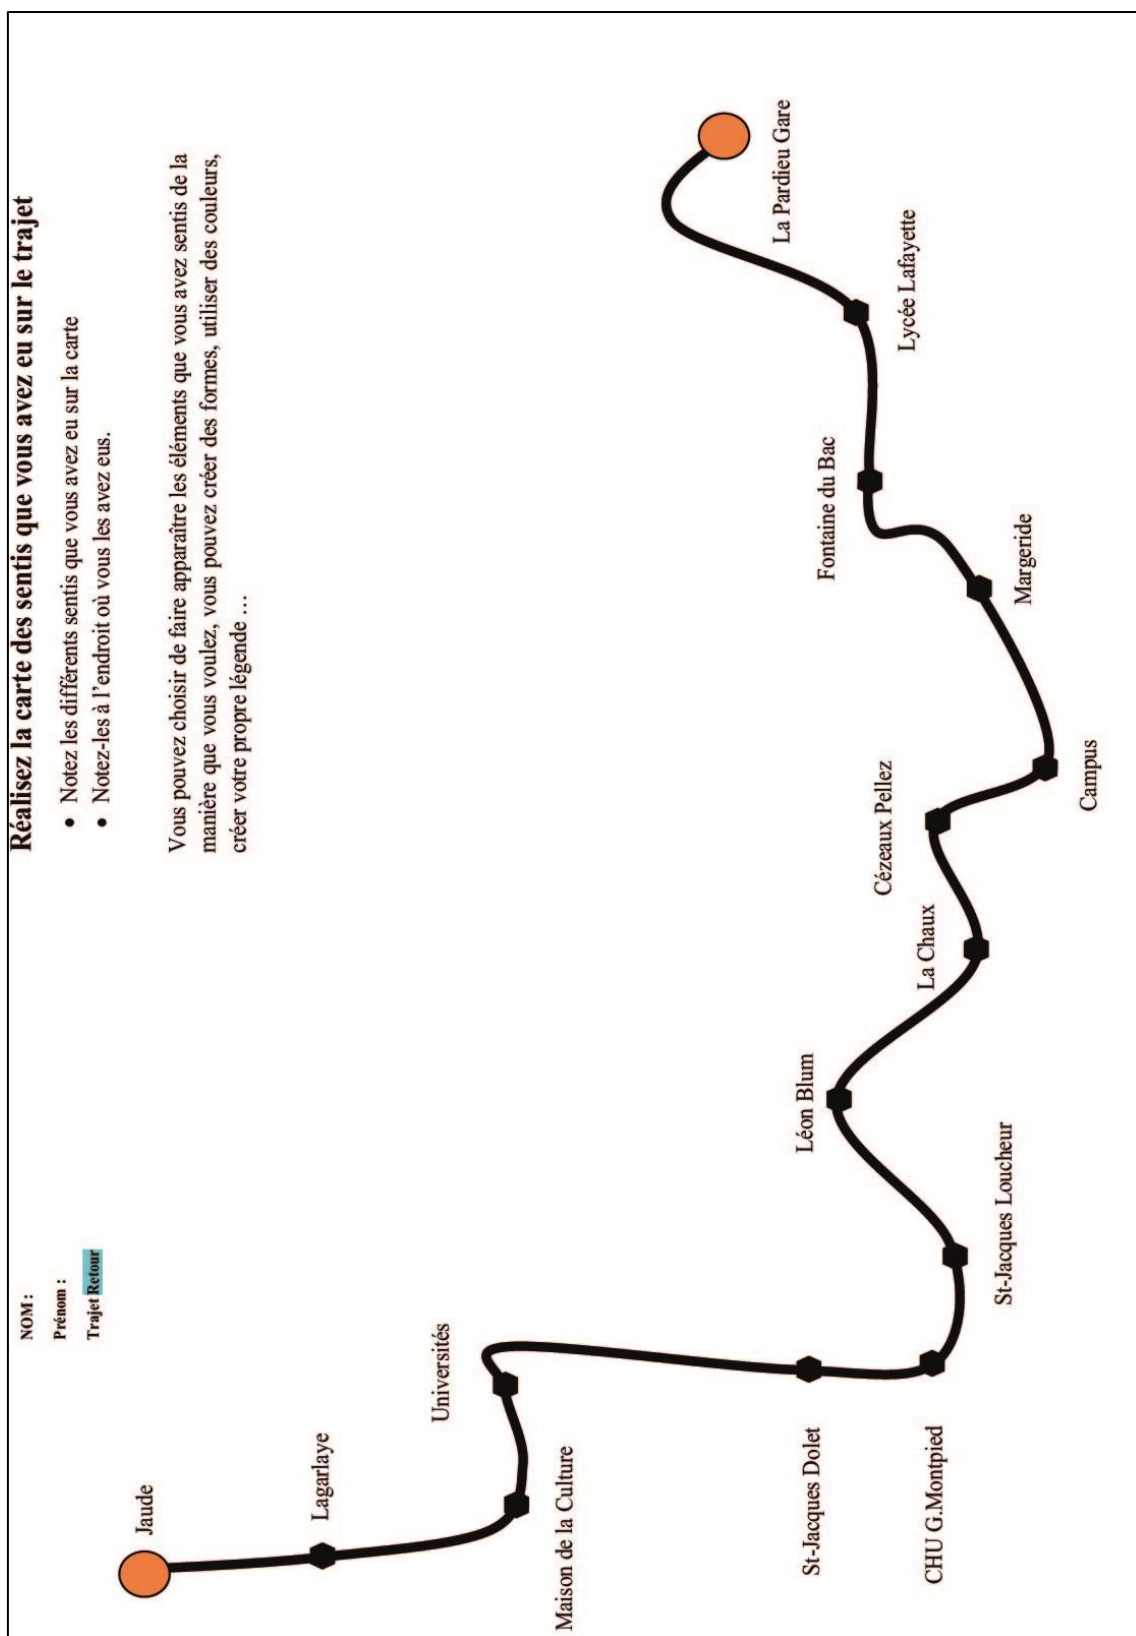 NOM :
Prénom :
Trajet Retour
Réalisez la carte des sentis que vous avez eu sur le trajet
• Notez les différents sentis que vous avez eu sur la carte
• Notez-les à l'endroit où vous les avez eus.
Vous pouvez choisir de faire apparaître les éléments que vous avez sentis de la
manière que vous voulez, vous pouvez créer des formes, utiliser des couleurs,
créer votre propre légende …
Jaude
Lagarlaye
Maison de la Culture
Universités
St-Jacques Dolet
CHU G.Montpied
St-Jacques Loucheur
Léon Blum
La Chaux
Cézeaux Pellez
Campus
Margeride
Fontaine du Bac
Lycée Lafayette
La Pardieu Gare